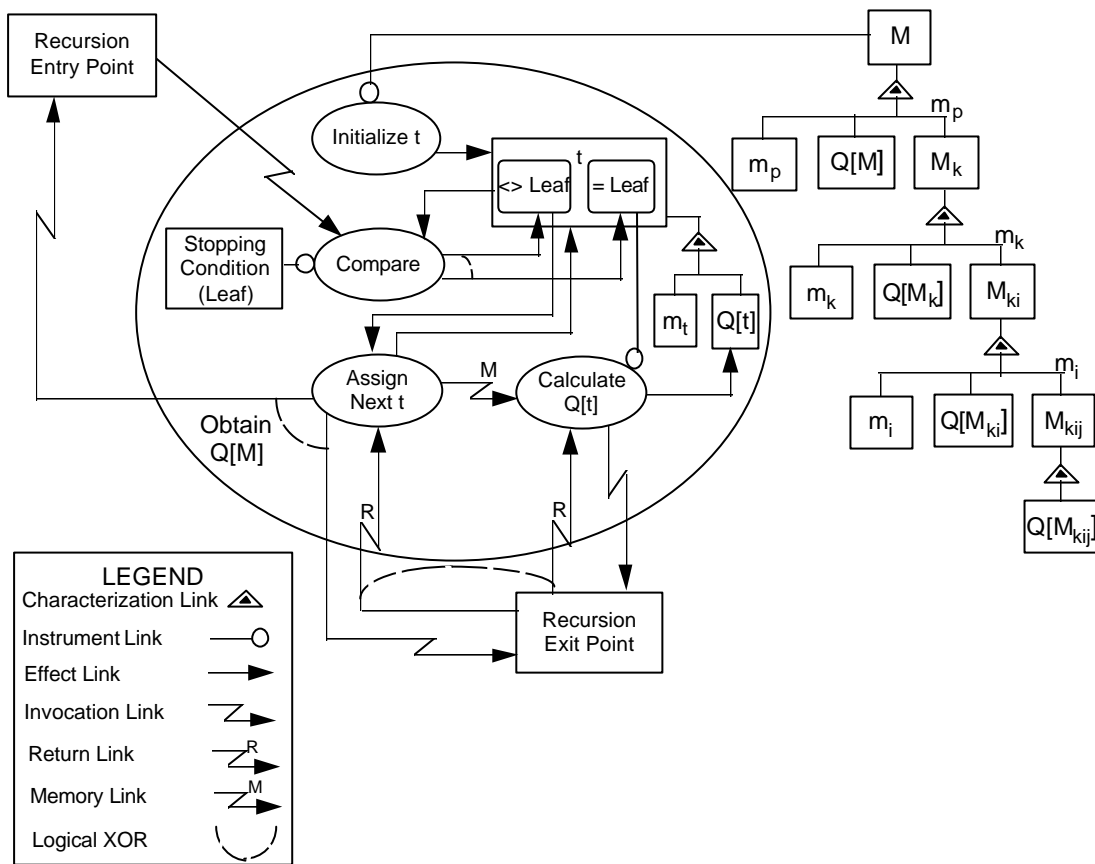 Recursion
Entry Point
M
Initialize t
m_p
m_p
Q[M]
M_k
t
<> Leaf
= Leaf
Stopping
Condition
(Leaf)
Compare
m_k
m_k
Q[M_k]
M_ki
m_t
Q[t]
Assign
Next t
M
Calculate
Q[t]
m_i
m_i
Q[M_ki]
M_kij
Obtain
Q[M]
Q[M_kij]
R
R
Recursion
Exit Point
LEGEND
Characterization Link
Instrument Link
Effect Link
Invocation Link
Return Link R
Memory Link M
Logical XOR